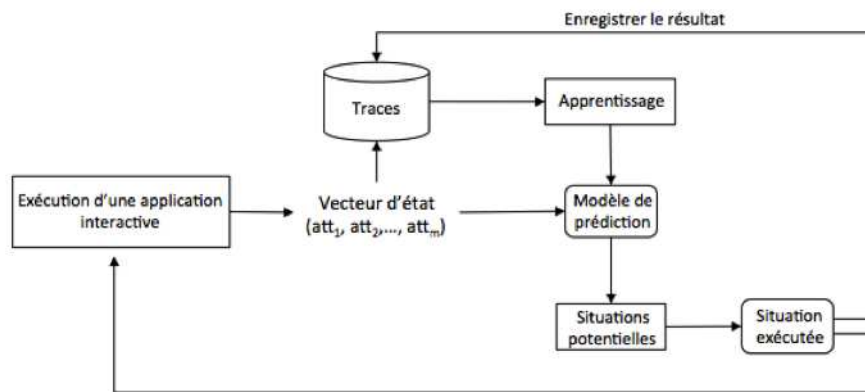 Enregistrer le résultat
Traces
Apprentissage
Exécution d'une application
interactive
Vecteur d'état
(att₁, att₂,..., attₘ)
Modèle de
prédiction
Situations
potentielles
Situation
exécutée